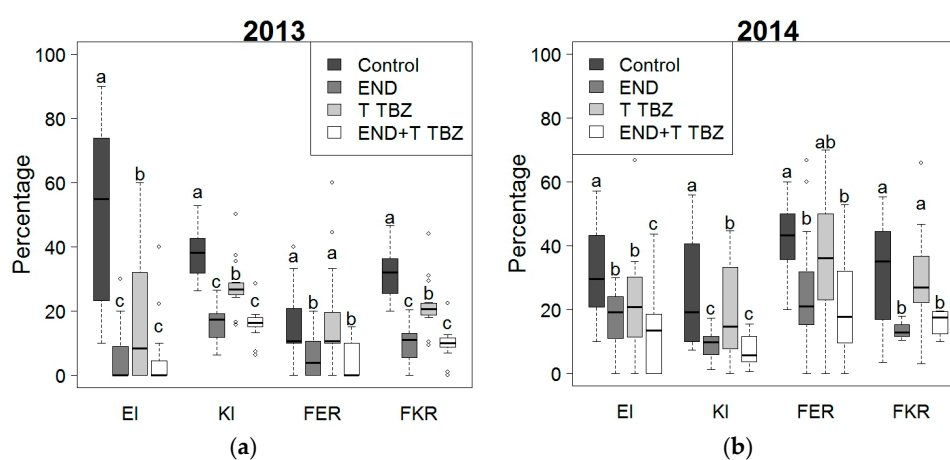 2013
Percentage
100
80
60
40
20
0
Control
END
T TBZ
END+T TBZ
a c b c
a c b c
a b a b
a c b c
EI KI FER FKR
(a)
2014
Percentage
100
80
60
40
20
0
Control
END
T TBZ
END+T TBZ
a b b c
a c b c
a b ab b
a b a b
EI KI FER FKR
(b)